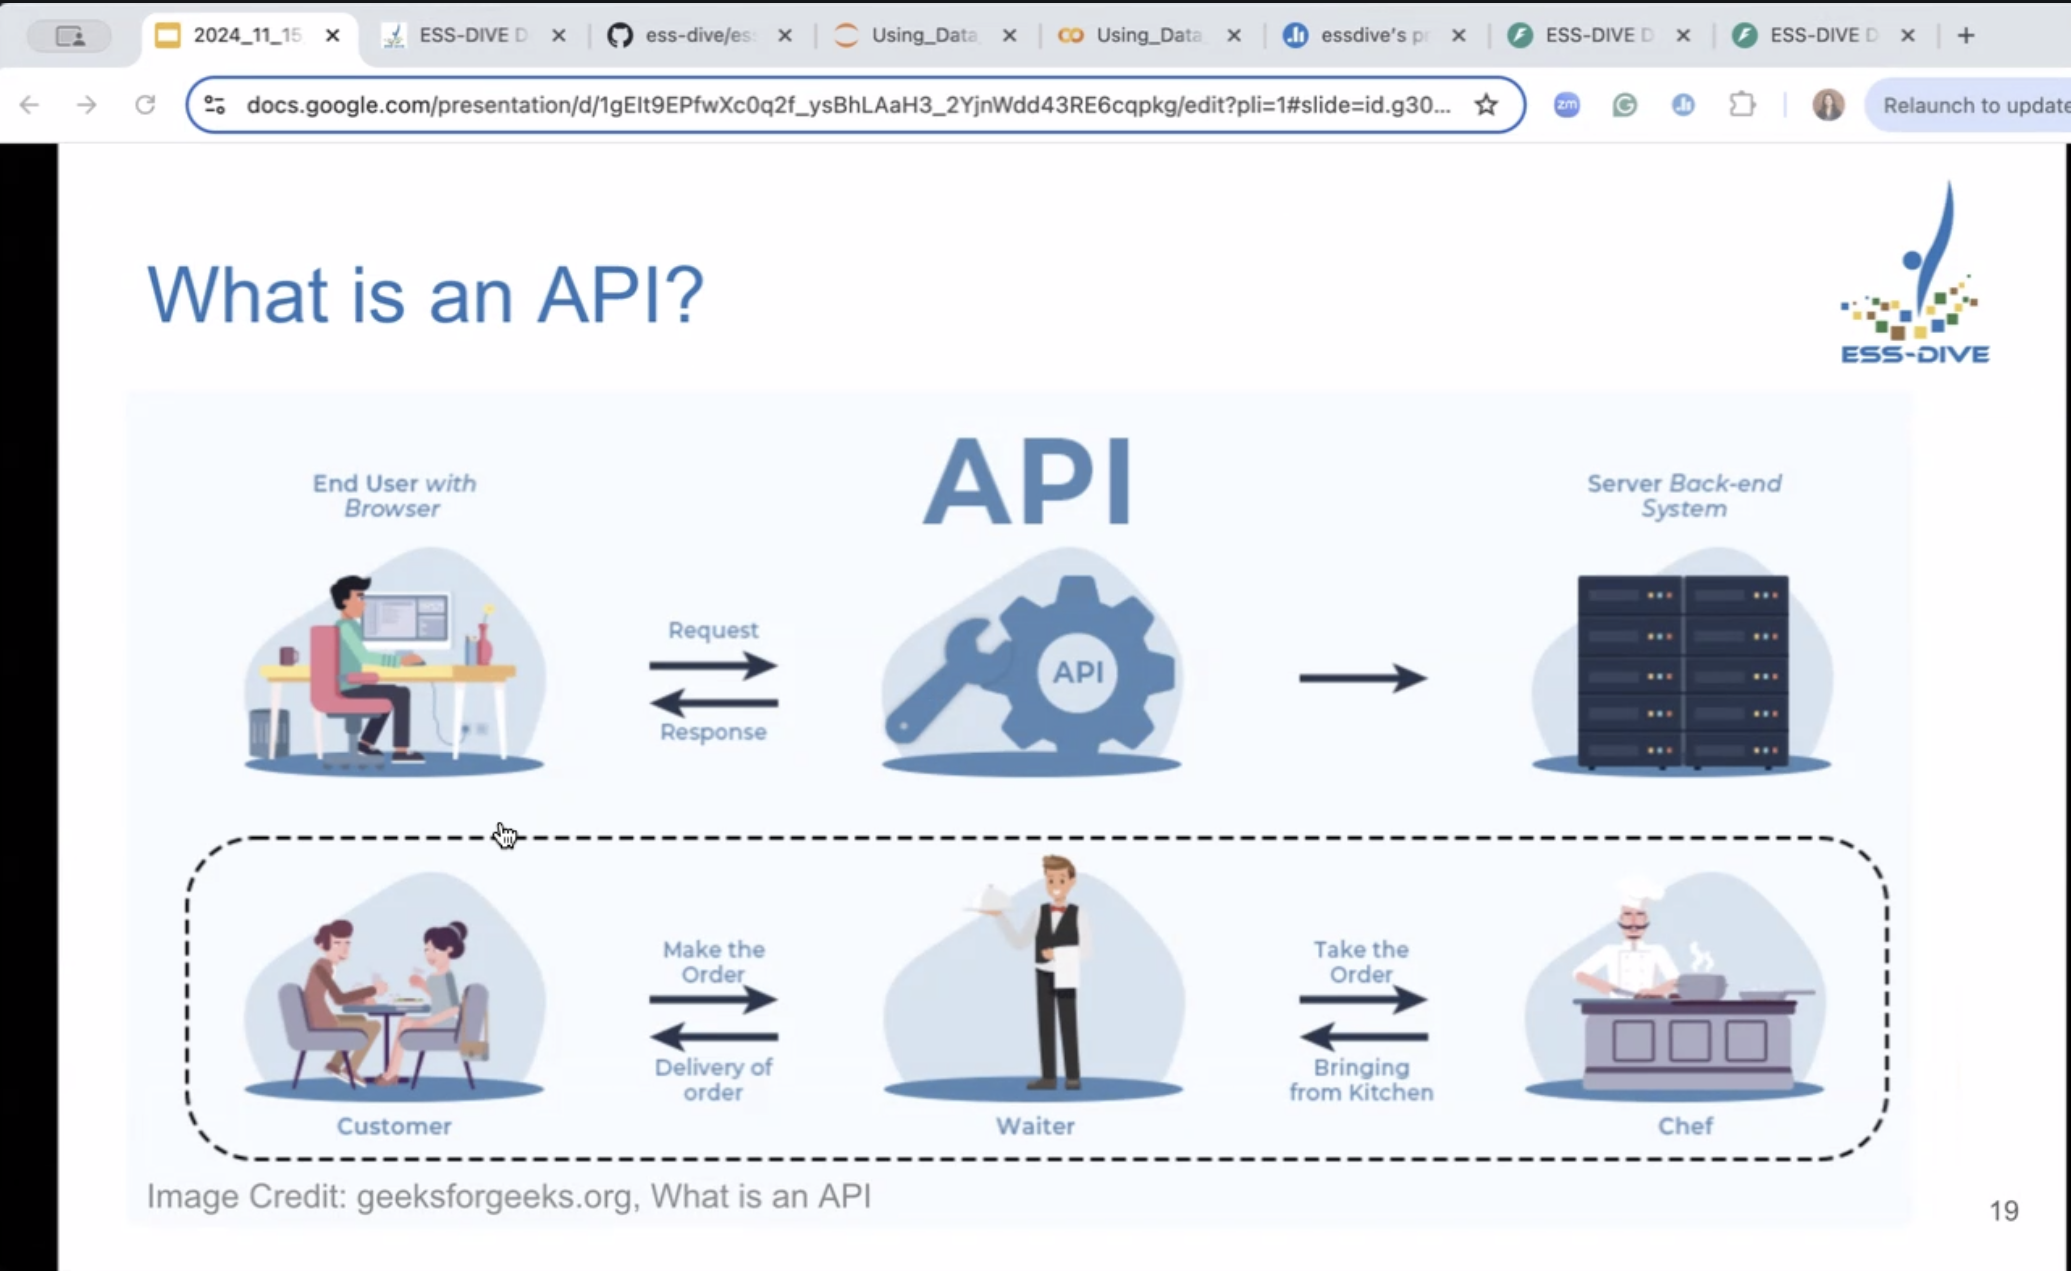 2024_11_15
ESS-DIVE D
ess-dive/es
Using_Data
Using_Data
essdive's p
ESS-DIVE D
ESS-DIVE D
docs.google.com/presentation/d/1gEIt9EPfwXc0q2f_ysBhLAaH3_2YjnWdd43RE6cqpkg/edit?pli=1#slide=id.g30...
zm
Relaunch to update
What is an API?
ESS-DIVE
API
End User with
Browser
Server Back-end
System
Request
API
Response
Make the
Order
Take the
Order
Delivery of
order
Bringing
from Kitchen
Customer
Waiter
Chef
Image Credit: geeksforgeeks.org, What is an API
19